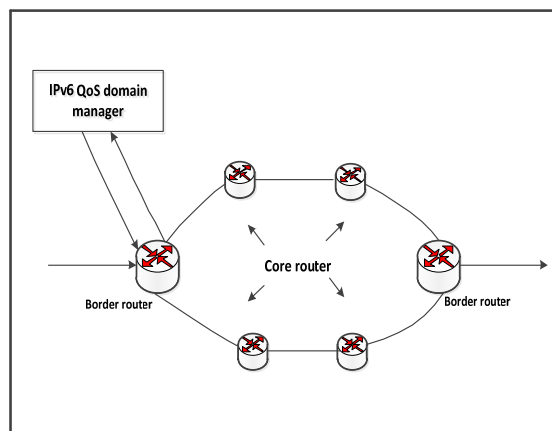 IPv6 QoS domain
manager
Core router
Border router
Border router